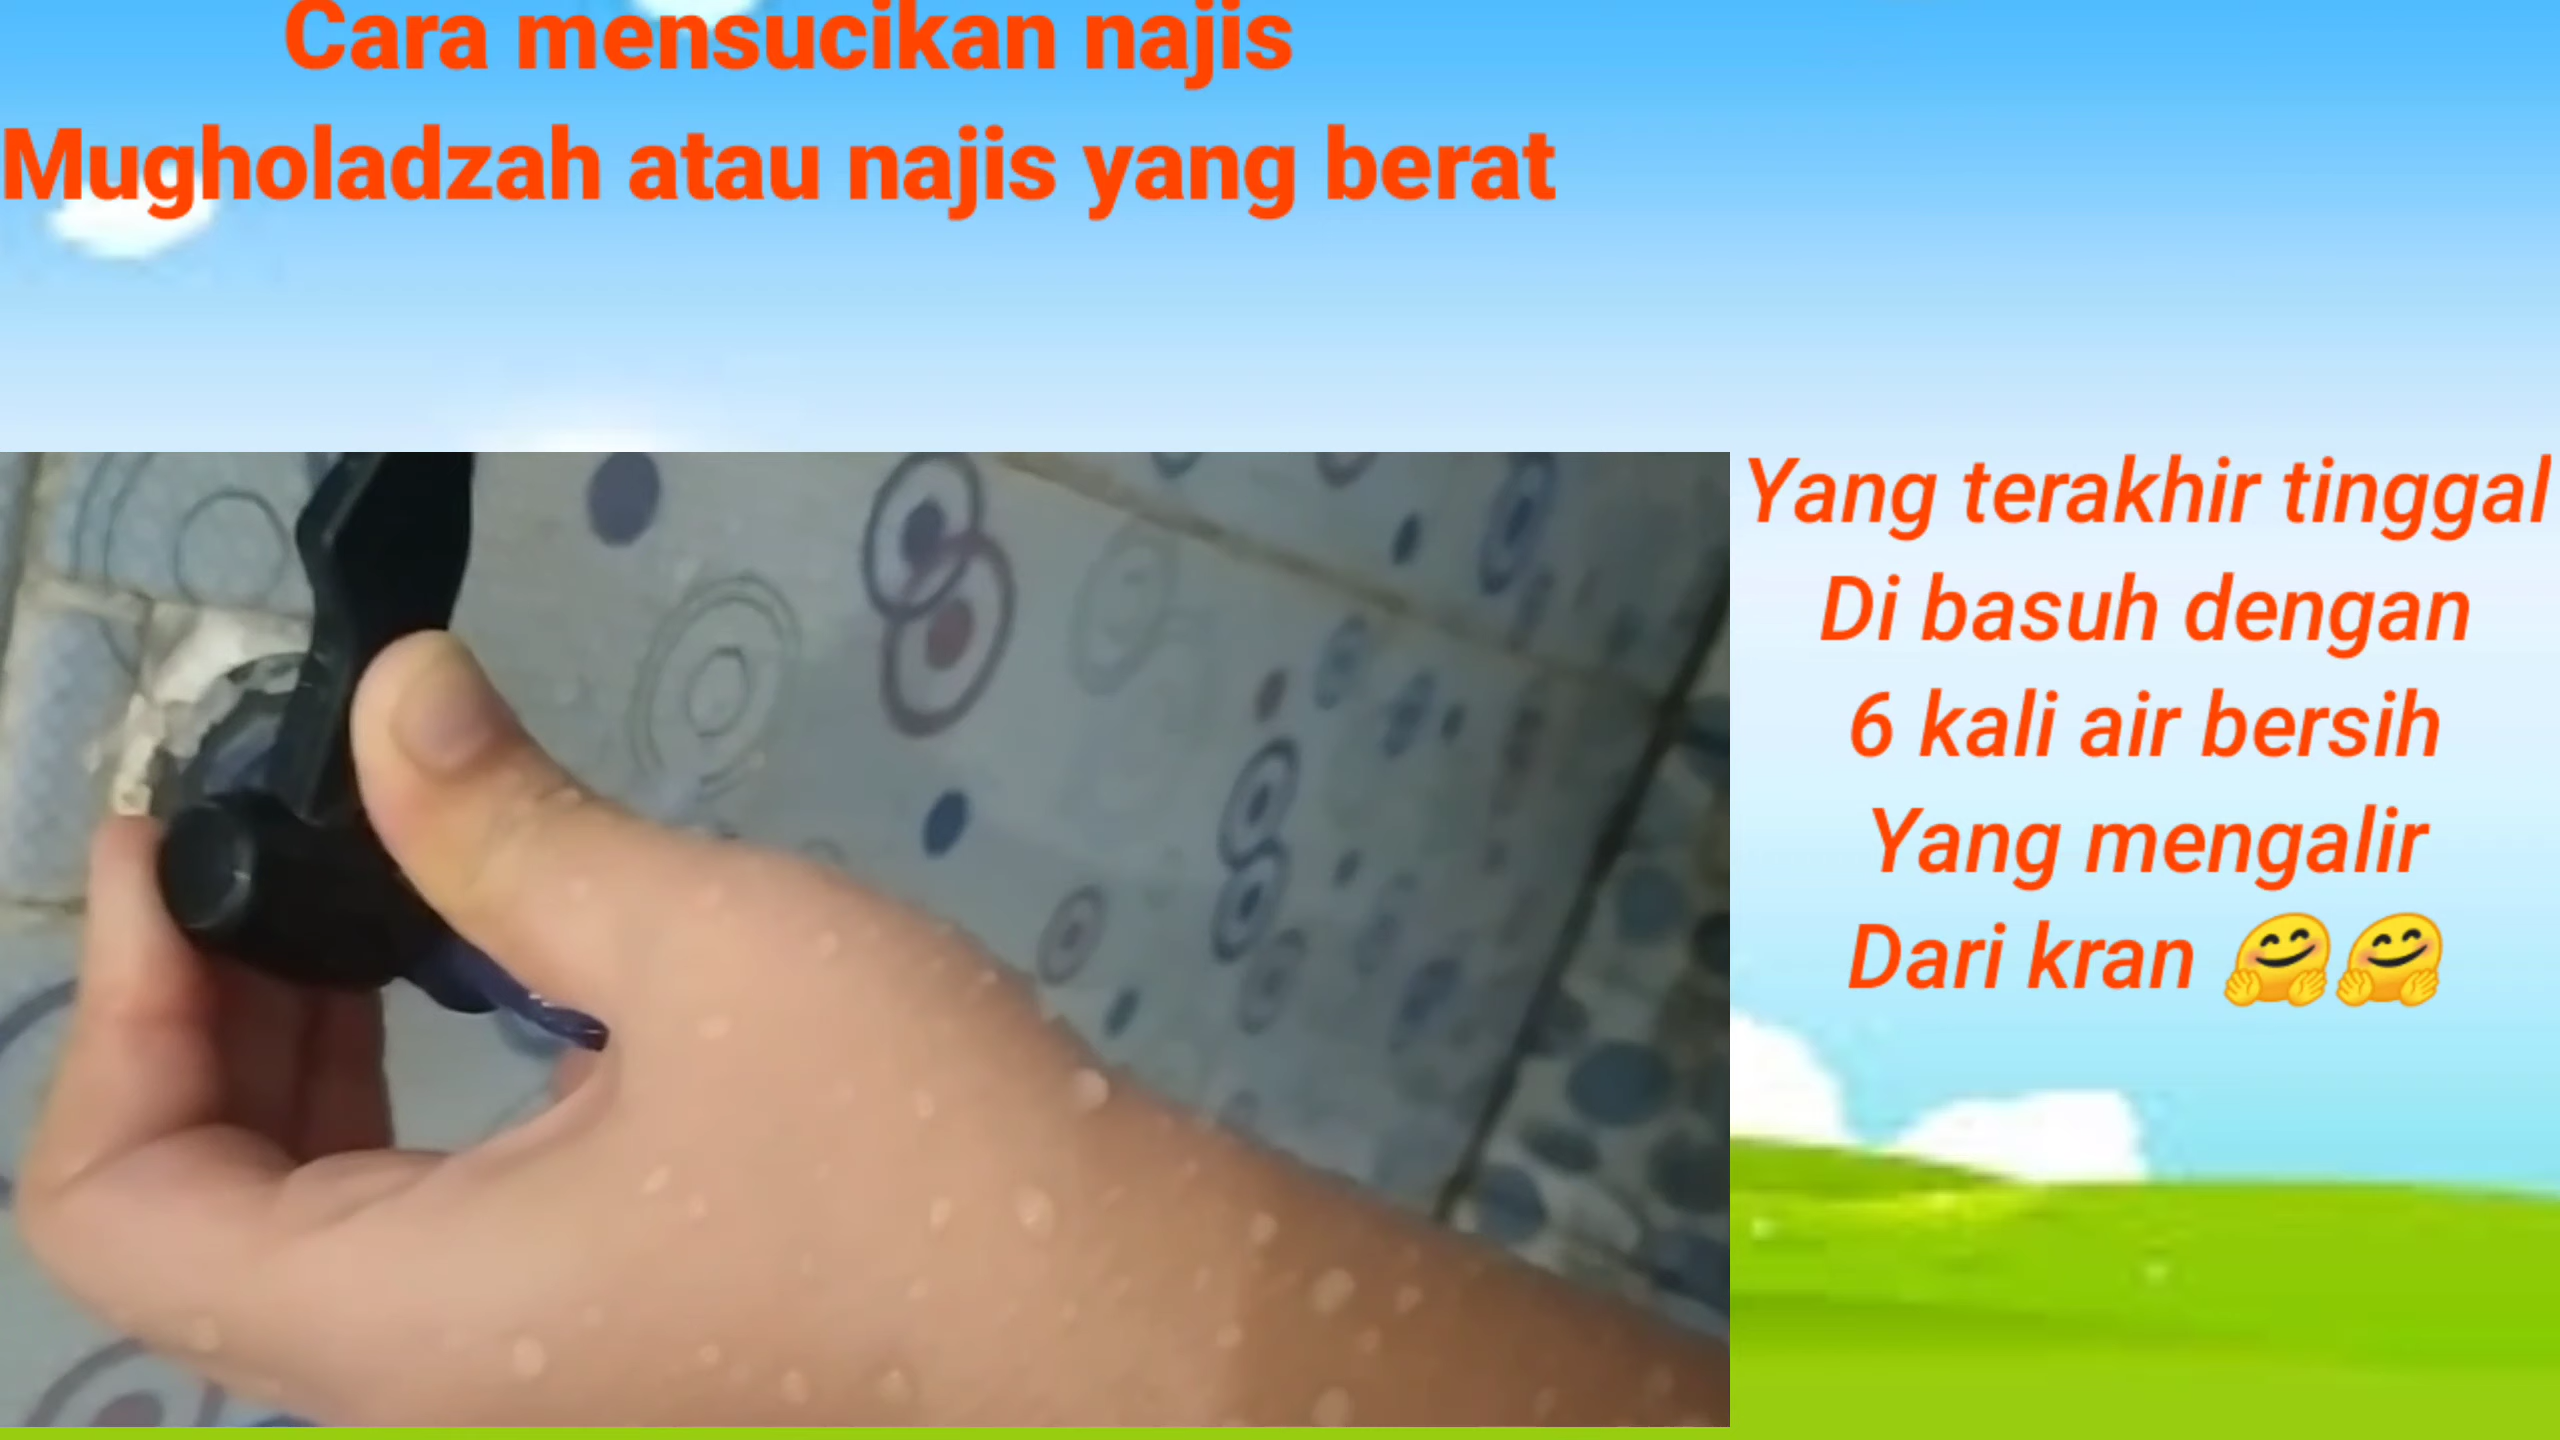 Cara mensucikan najis
Mugholadzah atau najis yang berat
Yang terakhir tinggal
Di basuh dengan
6 kali air bersih
Yang mengalir
Dari kran 🤗🤗